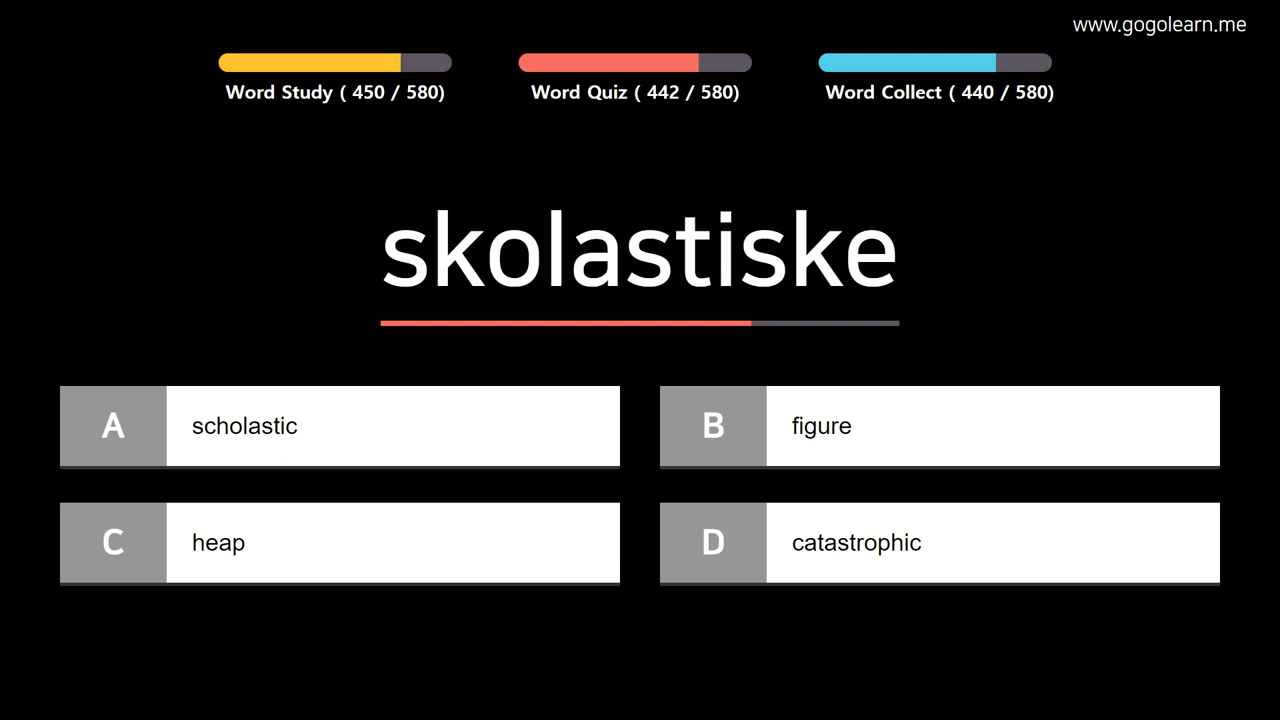 www.gogolearn.me
Word Study ( 450 / 580)
Word Quiz ( 442 / 580)
Word Collect ( 440 / 580)
skolastiske
A scholastic
B figure
C heap
D catastrophic